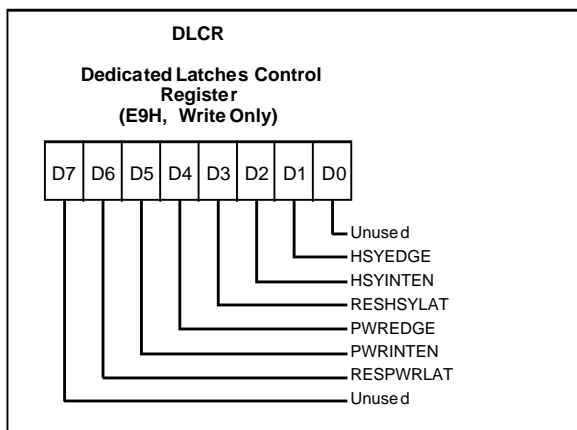 DLCR
Dedicated Latches Control
Register
(E9H, Write Only)
D7 D6 D5 D4 D3 D2 D1 D0
Unused
HSYEDGE
HSYINTEN
RESHSYLAT
PWREDGE
PWRINTEN
RESPWRLAT
Unused